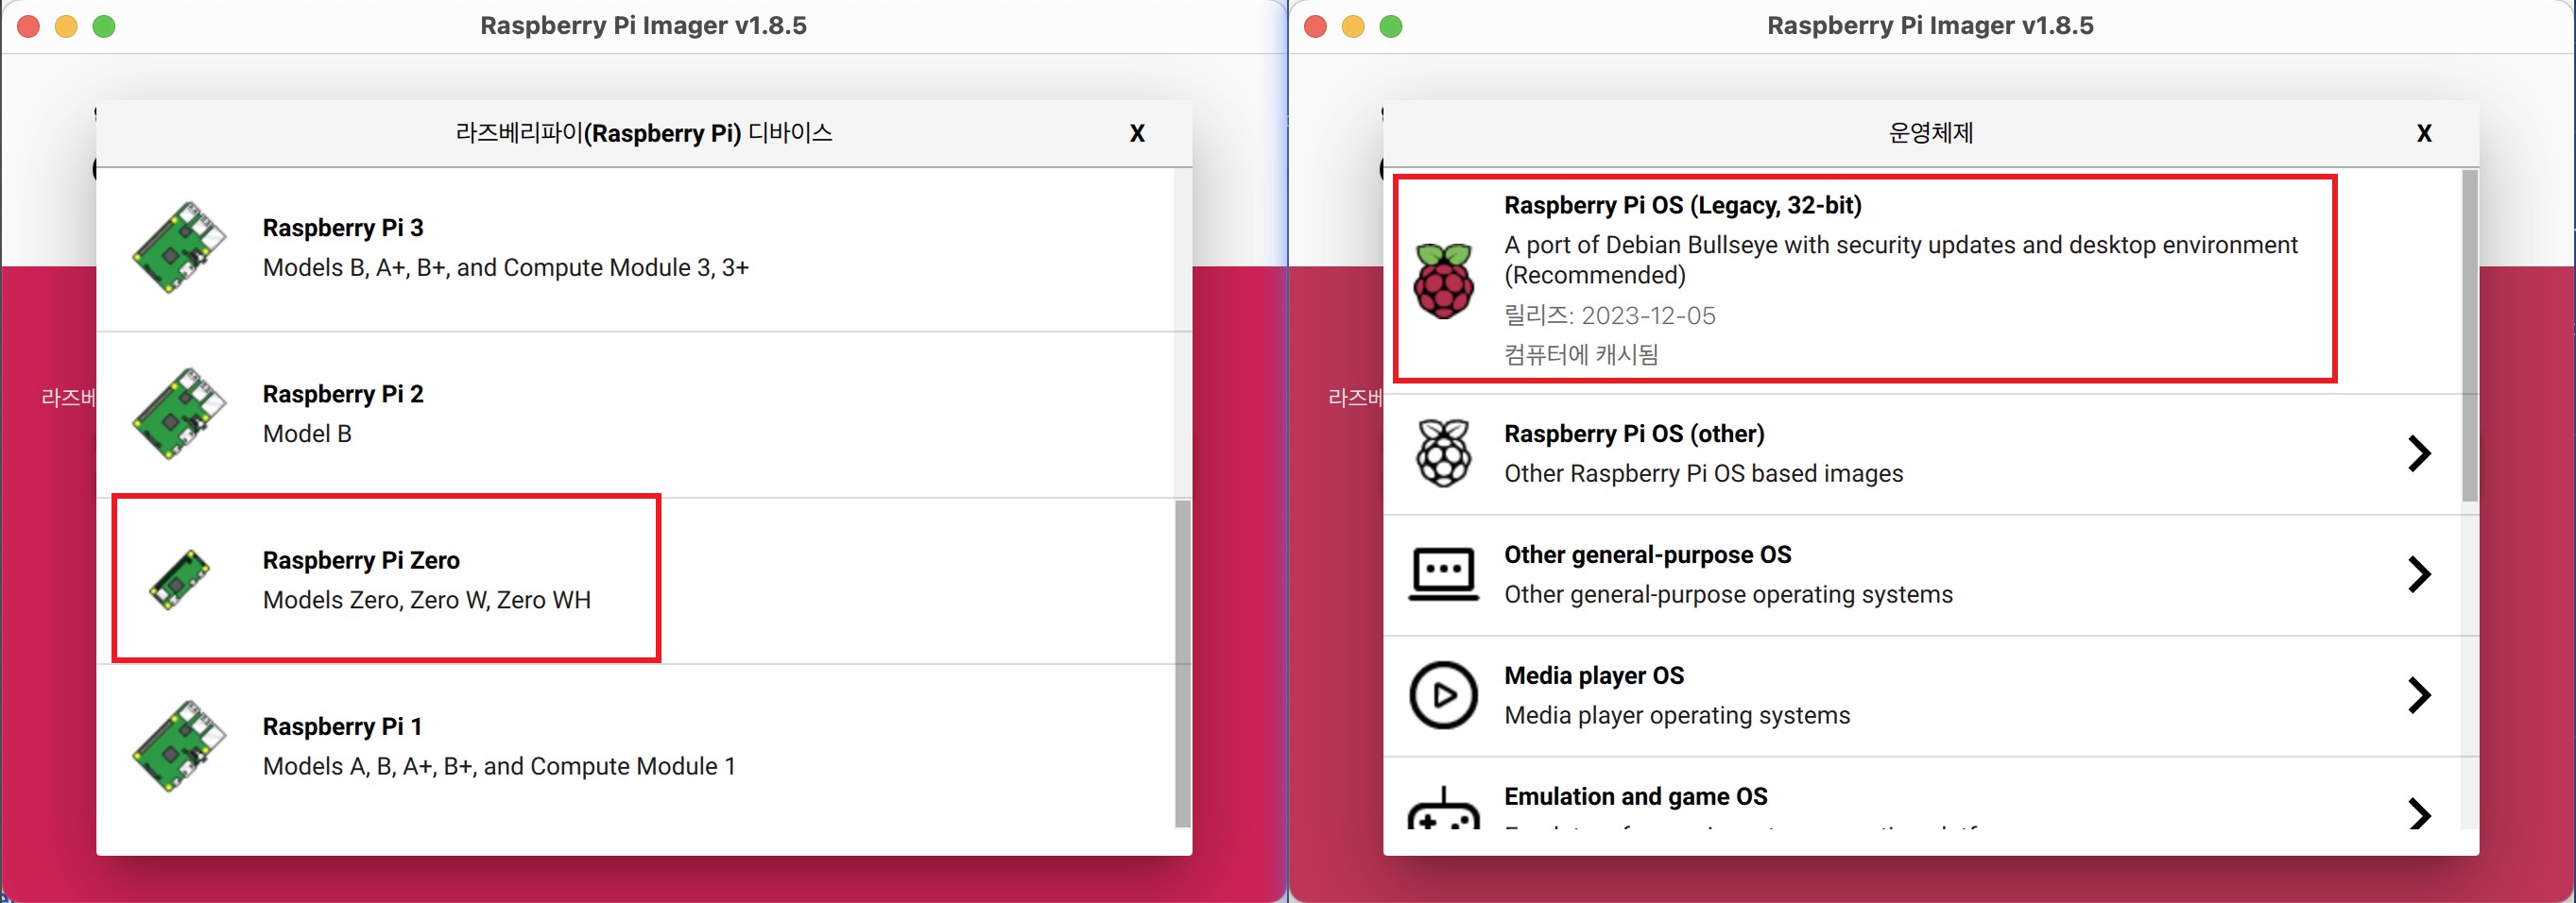 Raspberry Pi Imager v1.8.5
라즈베리파이(Raspberry Pi) 디바이스
X
Raspberry Pi 3
Models B, A+, B+, and Compute Module 3, 3+
Raspberry Pi 2
Model B
라즈베
Raspberry Pi Zero
Models Zero, Zero W, Zero WH
Raspberry Pi 1
Models A, B, A+, B+, and Compute Module 1
Raspberry Pi Imager v1.8.5
운영체제
X
Raspberry Pi OS (Legacy, 32-bit)
A port of Debian Bullseye with security updates and desktop environment
(Recommended)
릴리즈: 2023-12-05
컴퓨터에 캐시됨
라즈베
Raspberry Pi OS (other)
Other Raspberry Pi OS based images
Other general-purpose OS
Other general-purpose operating systems
Media player OS
Media player operating systems
Emulation and game OS